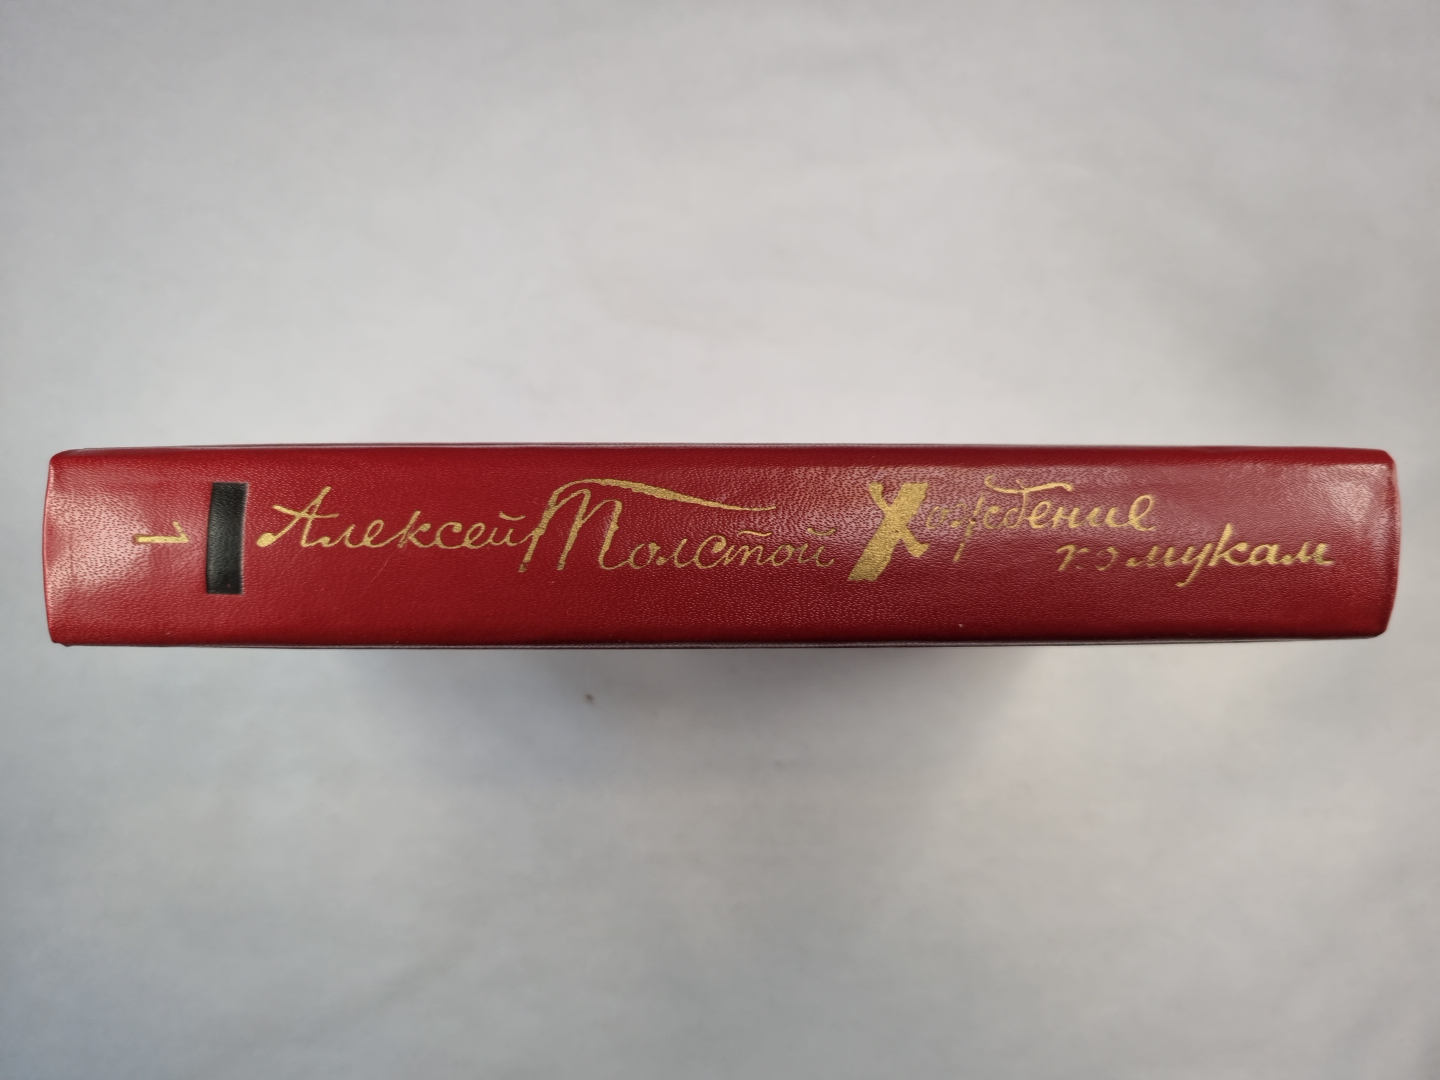 1
Алексей Толстой
Хождение
по мукам